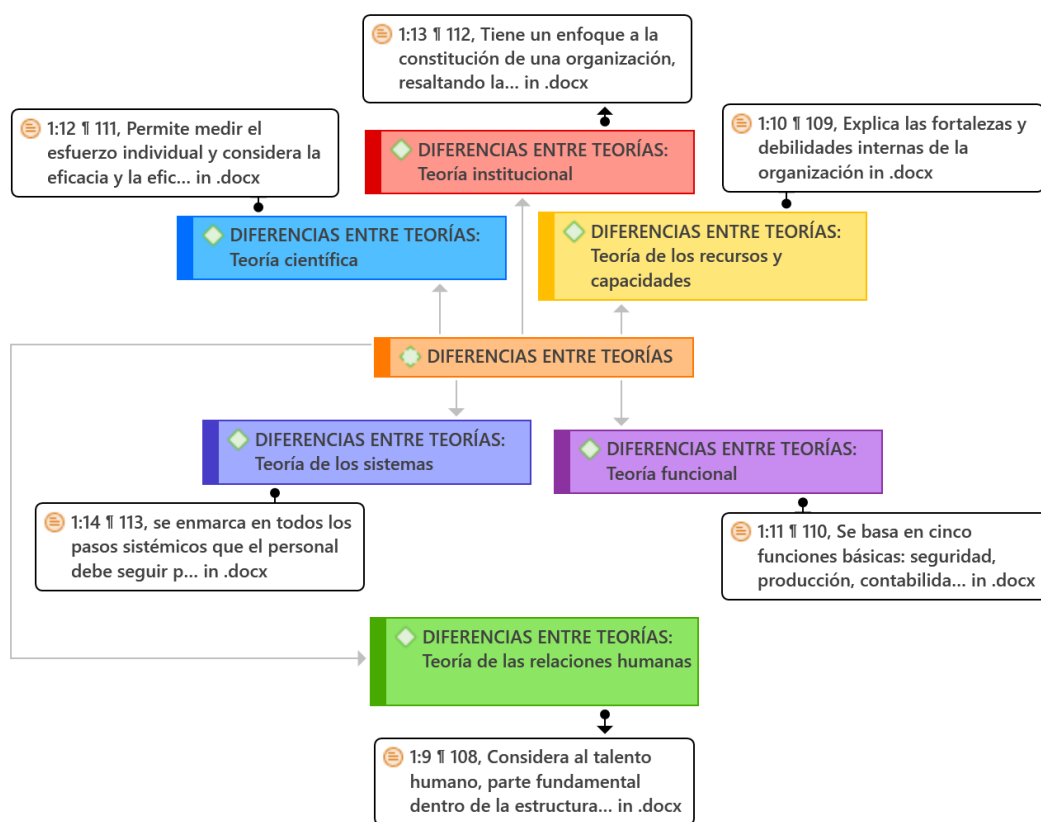 1:13 ¶ 112, Tiene un enfoque a la
constitución de una organización,
resaltando la... in .docx
1:12 ¶ 111, Permite medir el
esfuerzo individual y considera la
eficacia y la efic... in .docx
1:10 ¶ 109, Explica las fortalezas y
debilidades internas de la
organización in .docx
DIFERENCIAS ENTRE TEORÍAS:
Teoría institucional
DIFERENCIAS ENTRE TEORÍAS:
Teoría científica
DIFERENCIAS ENTRE TEORÍAS:
Teoría de los recursos y
capacidades
DIFERENCIAS ENTRE TEORÍAS
DIFERENCIAS ENTRE TEORÍAS:
Teoría de los sistemas
DIFERENCIAS ENTRE TEORÍAS:
Teoría funcional
1:14 ¶ 113, se enmarca en todos los
pasos sistémicos que el personal
debe seguir p... in .docx
1:11 ¶ 110, Se basa en cinco
funciones básicas: seguridad,
producción, contabilida... in .docx
DIFERENCIAS ENTRE TEORÍAS:
Teoría de las relaciones humanas
1:9 ¶ 108, Considera al talento
humano, parte fundamental
dentro de la estructura... in .docx